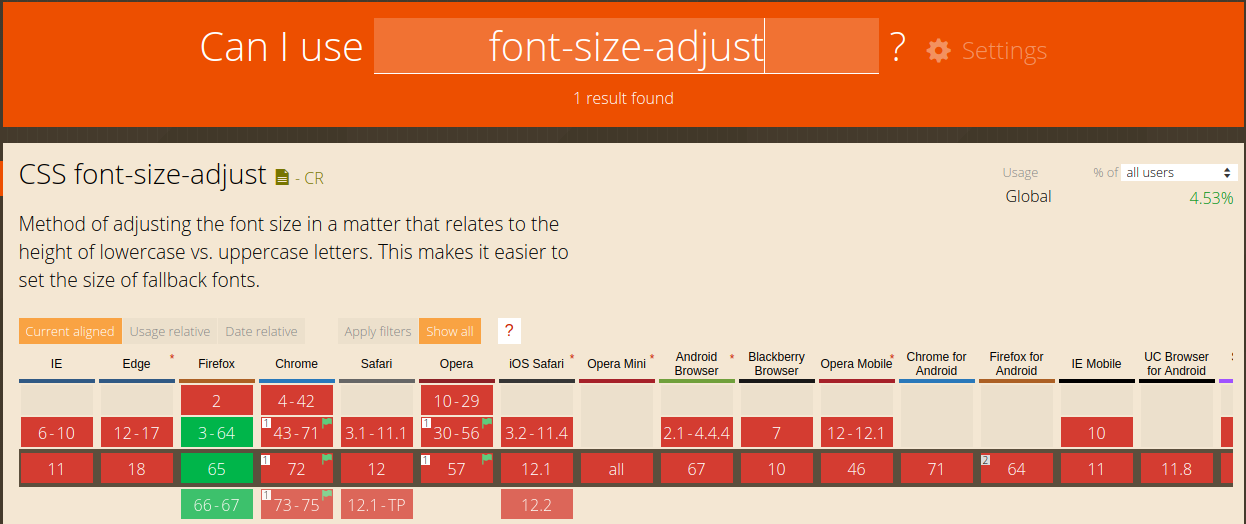 Can I use font-size-adjust ? Settings
1 result found
CSS font-size-adjust - CR
Usage % of all users
Global 4.53%
Method of adjusting the font size in a matter that relates to the
height of lowercase vs. uppercase letters. This makes it easier to
set the size of fallback fonts.
Current aligned Usage relative Date relative Apply filters Show all ?
IE Edge * Firefox Chrome Safari Opera iOS Safari * Opera Mini * Android Browser * Blackberry Browser Opera Mobile * Chrome for Android Firefox for Android IE Mobile UC Browser for Android
2 4-42 10-29
6-10 12-17 3-64 1 43-71 3.1-11.1 1 30-56 3.2-11.4 2.1-4.4.4 7 12-12.1 10
11 18 65 1 72 12 1 57 12.1 all 67 10 46 71 2 64 11 11.8
66-67 1 73-75 12.1-TP 12.2